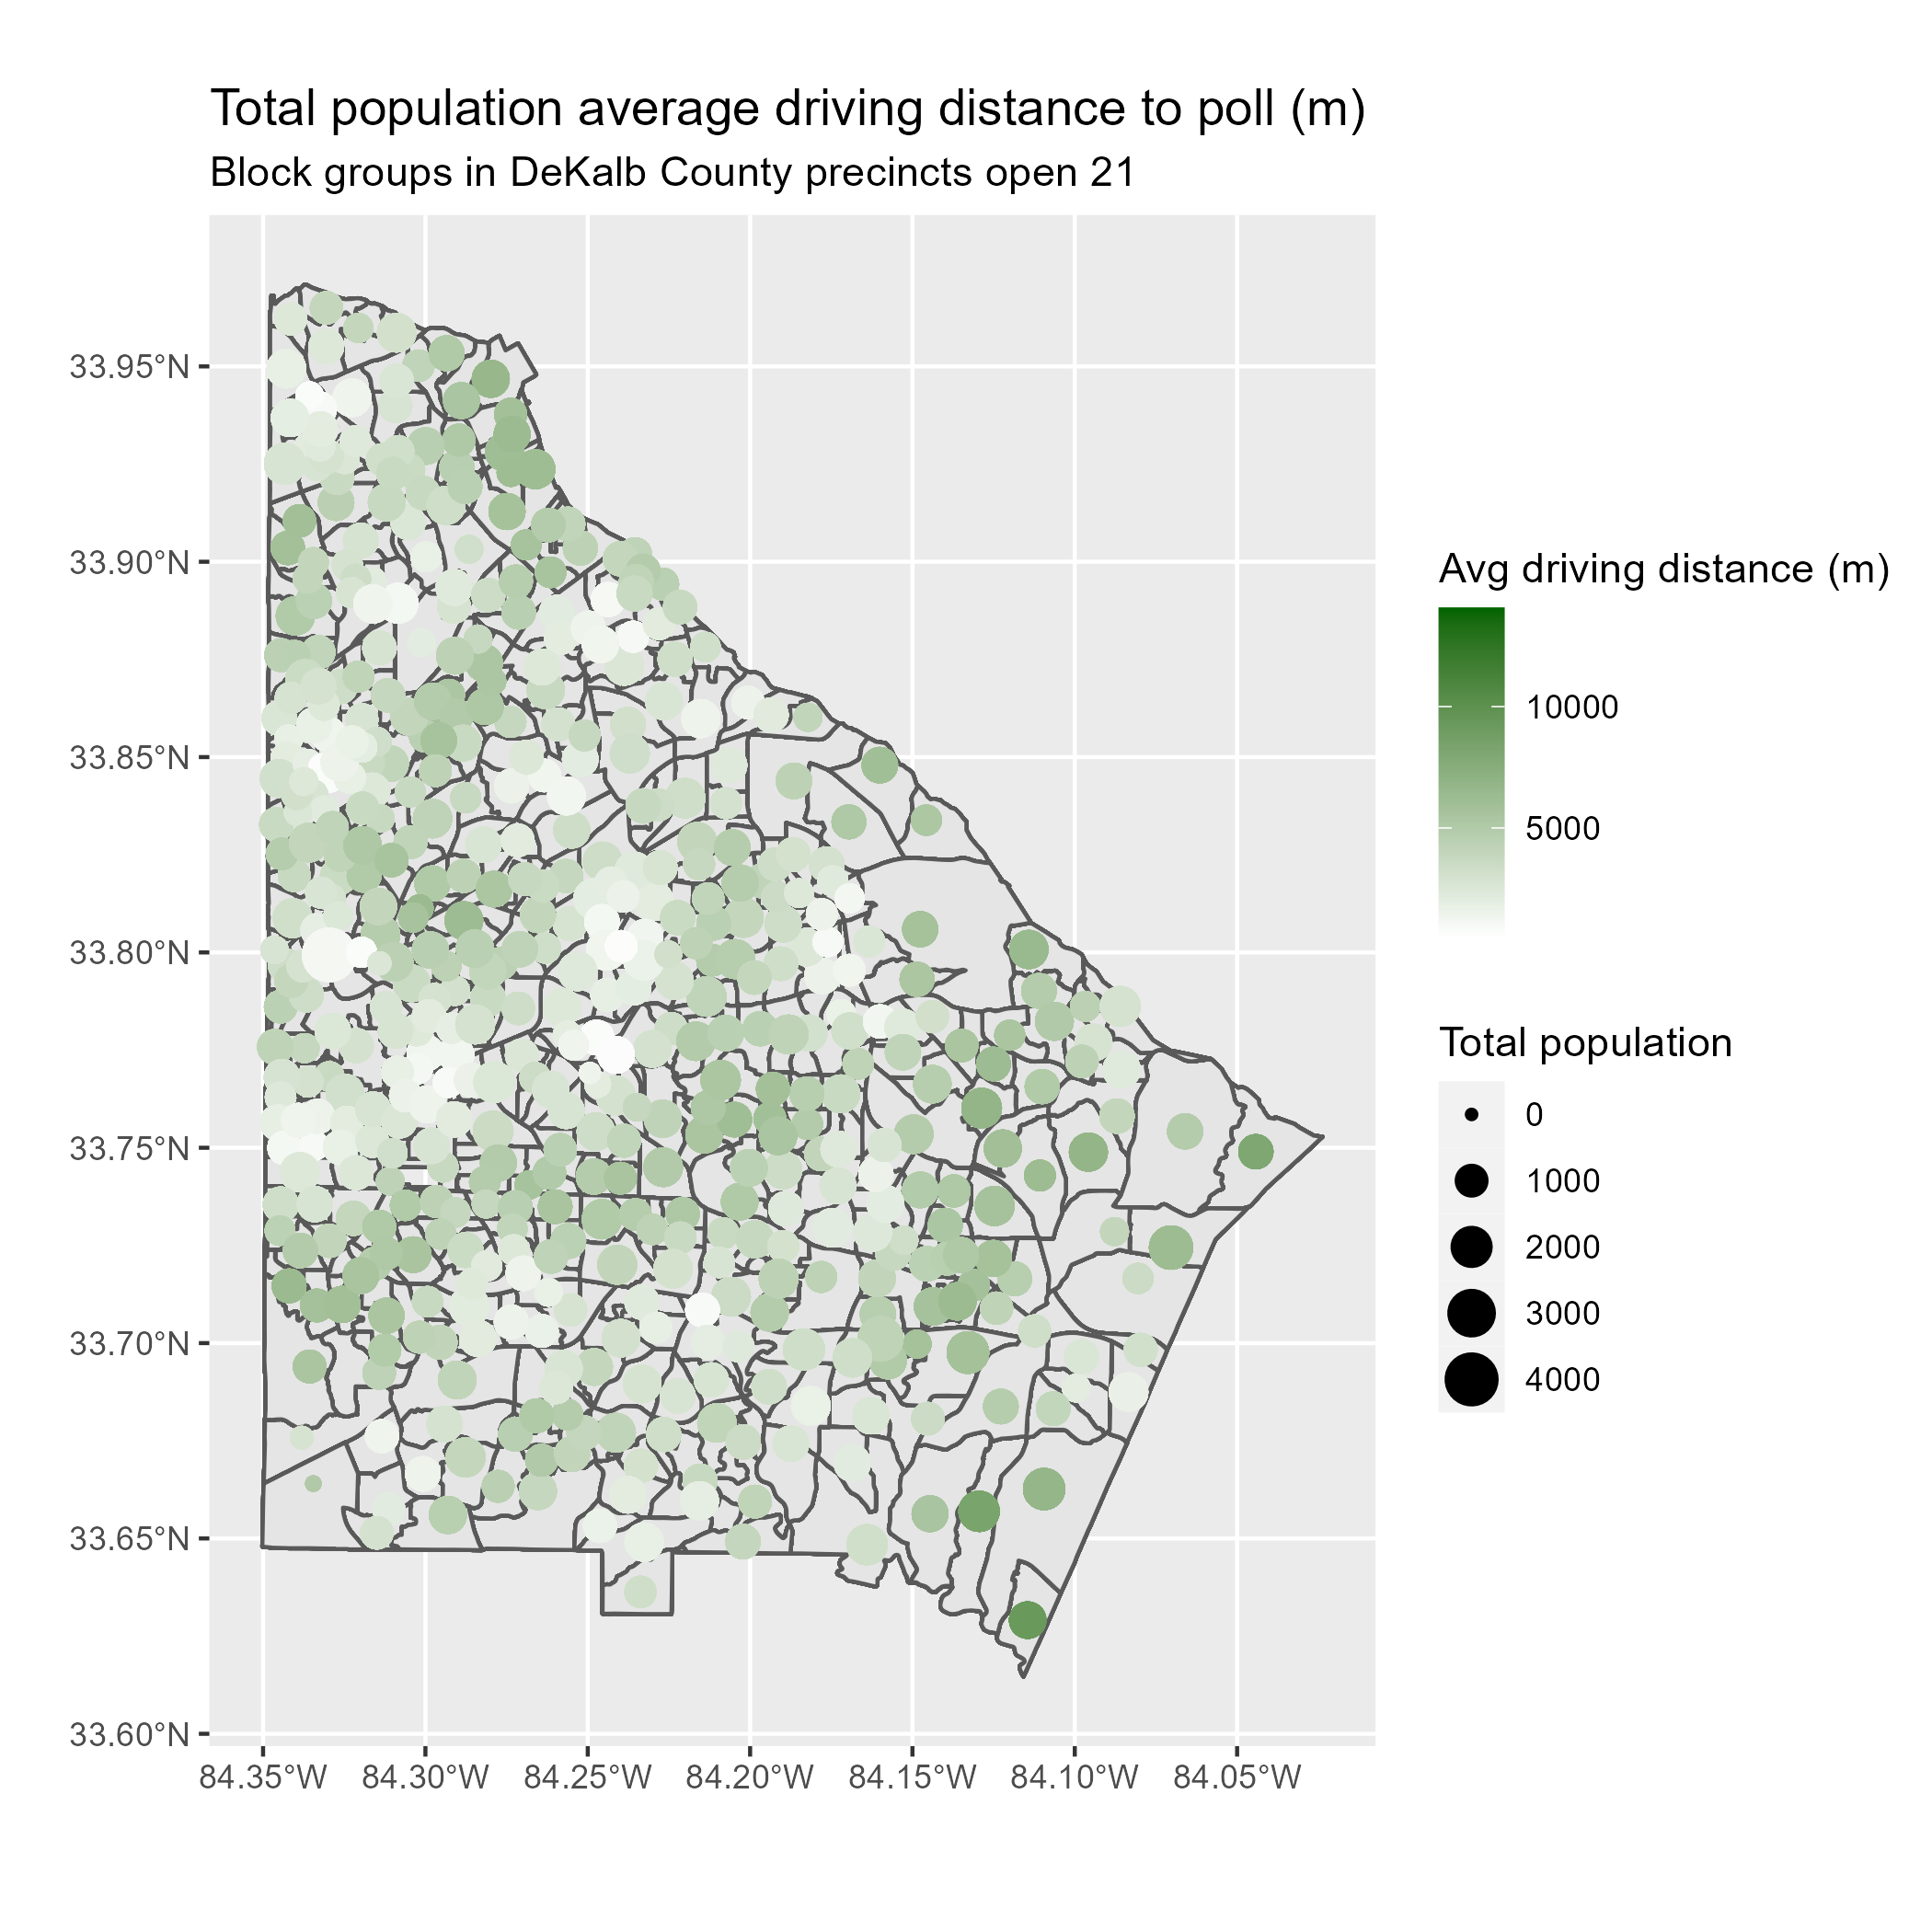 Total population average driving distance to poll (m)
Block groups in DeKalb County precincts open 21
33.95°N
33.90°N
33.85°N
33.80°N
33.75°N
33.70°N
33.65°N
33.60°N
84.35°W 84.30°W 84.25°W 84.20°W 84.15°W 84.10°W 84.05°W
Avg driving distance (m)
10000
5000
Total population
0
1000
2000
3000
4000